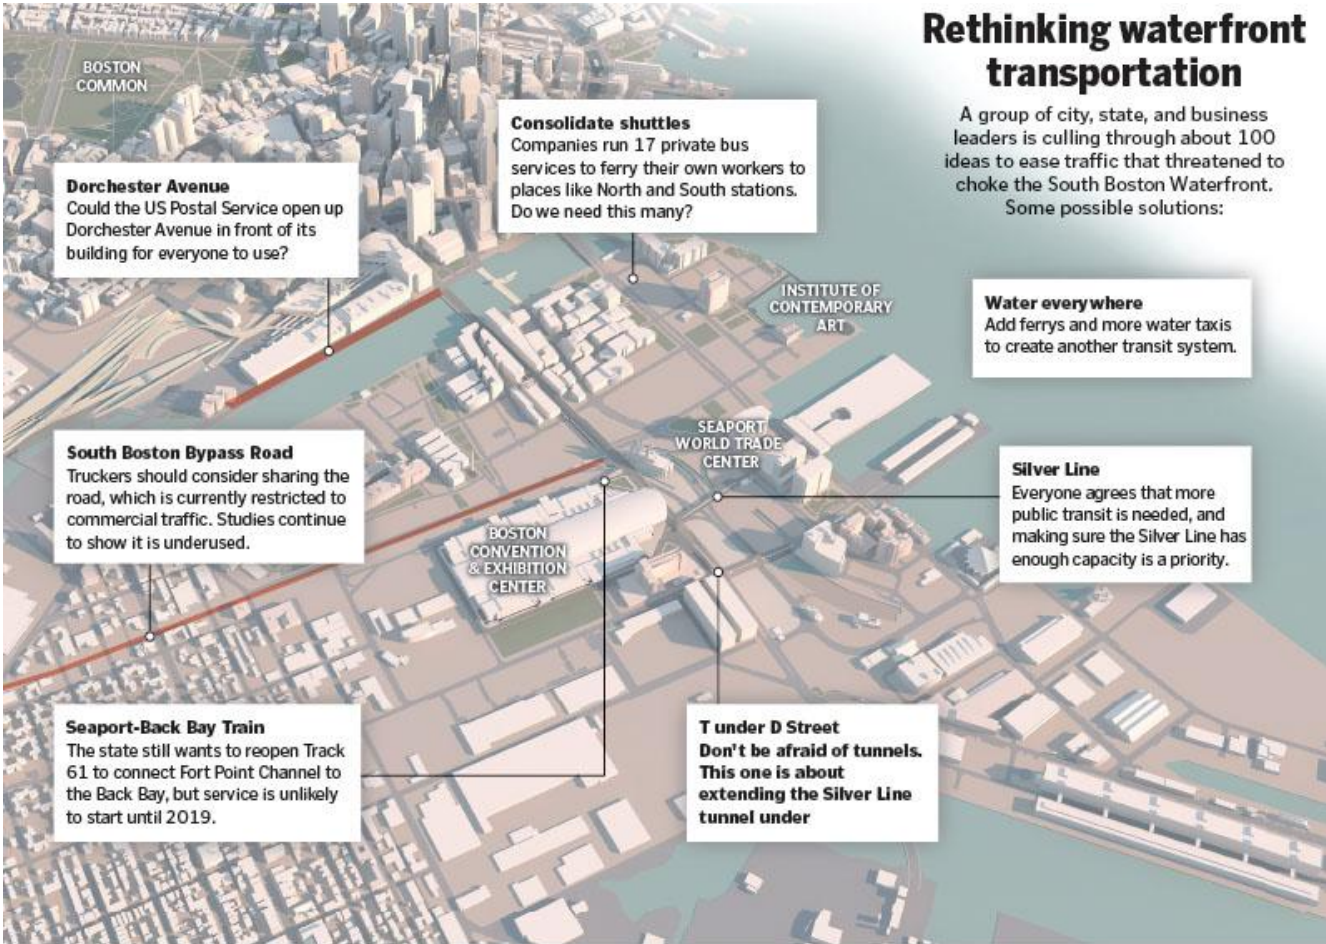 Rethinking waterfront
transportation
A group of city, state, and business
leaders is culling through about 100
ideas to ease traffic that threatened to
choke the South Boston Waterfront.
Some possible solutions:
BOSTON
COMMON
Consolidate shuttles
Companies run 17 private bus
services to ferry their own workers to
places like North and South stations.
Do we need this many?
Dorchester Avenue
Could the US Postal Service open up
Dorchester Avenue in front of its
building for everyone to use?
INSTITUTE OF
CONTEMPORARY
ART
Water everywhere
Add ferrys and more water taxis
to create another transit system.
SEAPORT
WORLD TRADE
CENTER
South Boston Bypass Road
Truckers should consider sharing the
road, which is currently restricted to
commercial traffic. Studies continue
to show it is underused.
Silver Line
Everyone agrees that more
public transit is needed, and
making sure the Silver Line has
enough capacity is a priority.
BOSTON
CONVENTION
& EXHIBITION
CENTER
Seaport-Back Bay Train
The state still wants to reopen Track
61 to connect Fort Point Channel to
the Back Bay, but service is unlikely
to start until 2019.
T under D Street
Don't be afraid of tunnels.
This one is about
extending the Silver Line
tunnel under